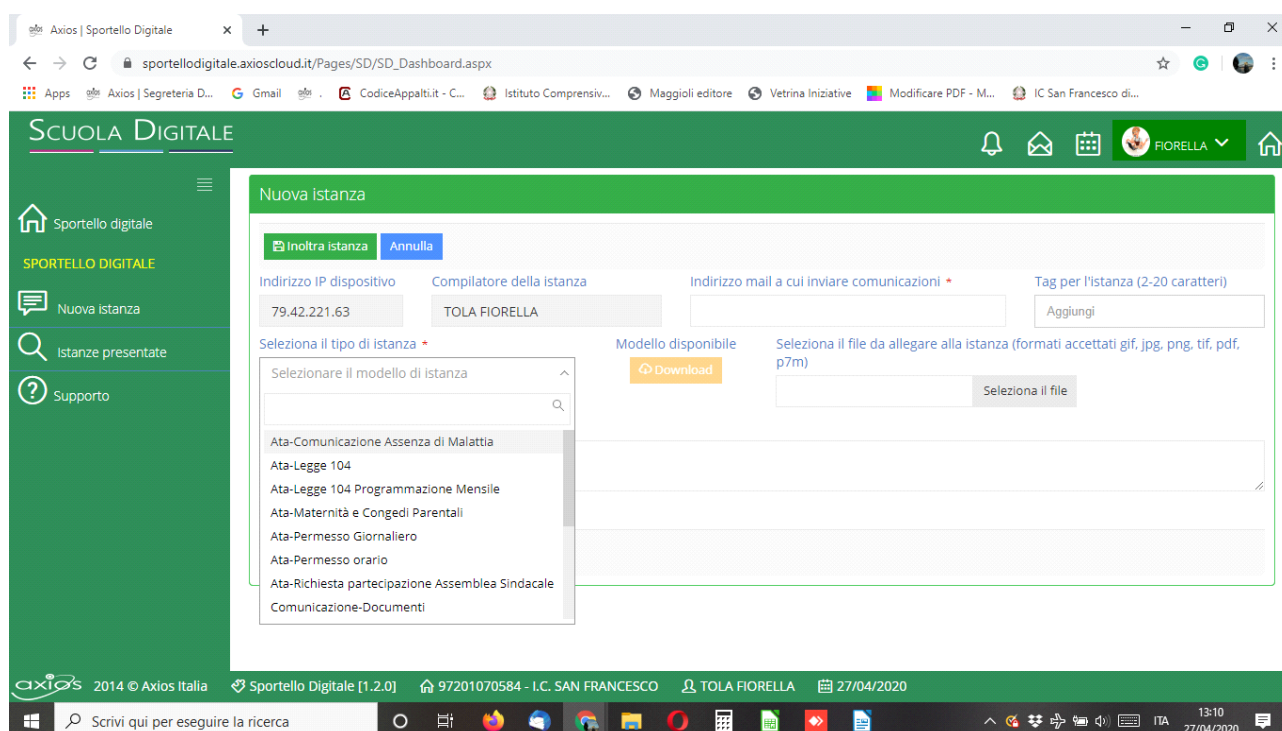 axios Axios | Sportello Digitale × +
sportellodigitale.axioscloud.it/Pages/SD/SD_Dashboard.aspx
Apps axios Axios | Segreteria D... G Gmail axios . CodiceAppalti.it - C... Istituto Comprensiv... Maggioli editore Vetrina Iniziative Modificare PDF - M... IC San Francesco di...
SCUOLA DIGITALE
FIORELLA
Nuova istanza
Sportello digitale
Inoltra istanza Annulla
SPORTELLO DIGITALE
Indirizzo IP dispositivo Compilatore della istanza Indirizzo mail a cui inviare comunicazioni * Tag per l'istanza (2-20 caratteri)
Nuova istanza
79.42.221.63 TOLA FIORELLA Aggiungi
Istanze presentate
Seleziona il tipo di istanza * Modello disponibile Seleziona il file da allegare alla istanza (formati accettati gif, jpg, png, tif, pdf,
p7m)
Selezionare il modello di istanza Download
Supporto
Seleziona il file
Ata-Comunicazione Assenza di Malattia
Ata-Legge 104
Ata-Legge 104 Programmazione Mensile
Ata-Maternità e Congedi Parentali
Ata-Permesso Giornaliero
Ata-Permesso orario
Ata-Richiesta partecipazione Assemblea Sindacale
Comunicazione-Documenti
axios 2014 © Axios Italia Sportello Digitale [1.2.0] 97201070584 - I.C. SAN FRANCESCO TOLA FIORELLA 27/04/2020
Scrivi qui per eseguire la ricerca ITA 13:10
27/04/2020